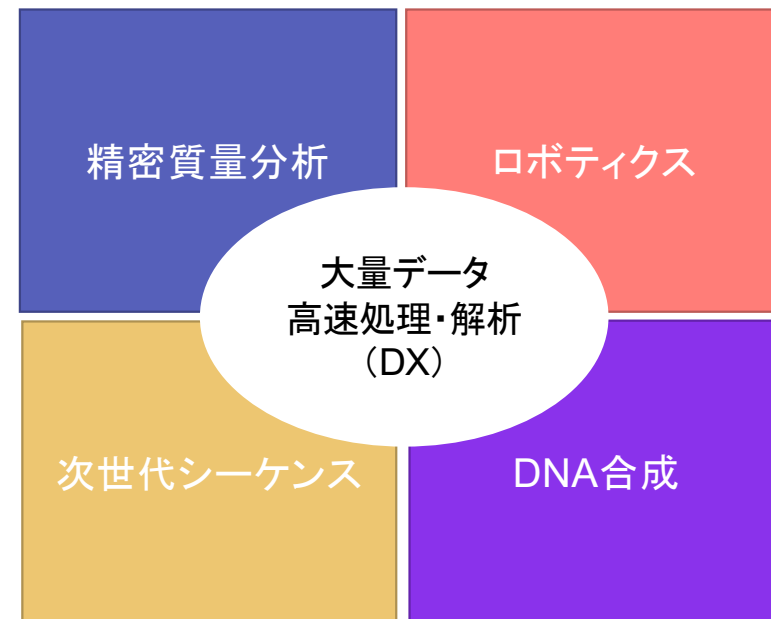 精密質量分析
ロボティクス
大量データ
高速処理・解析
（DX）
次世代シーケンス
DNA合成